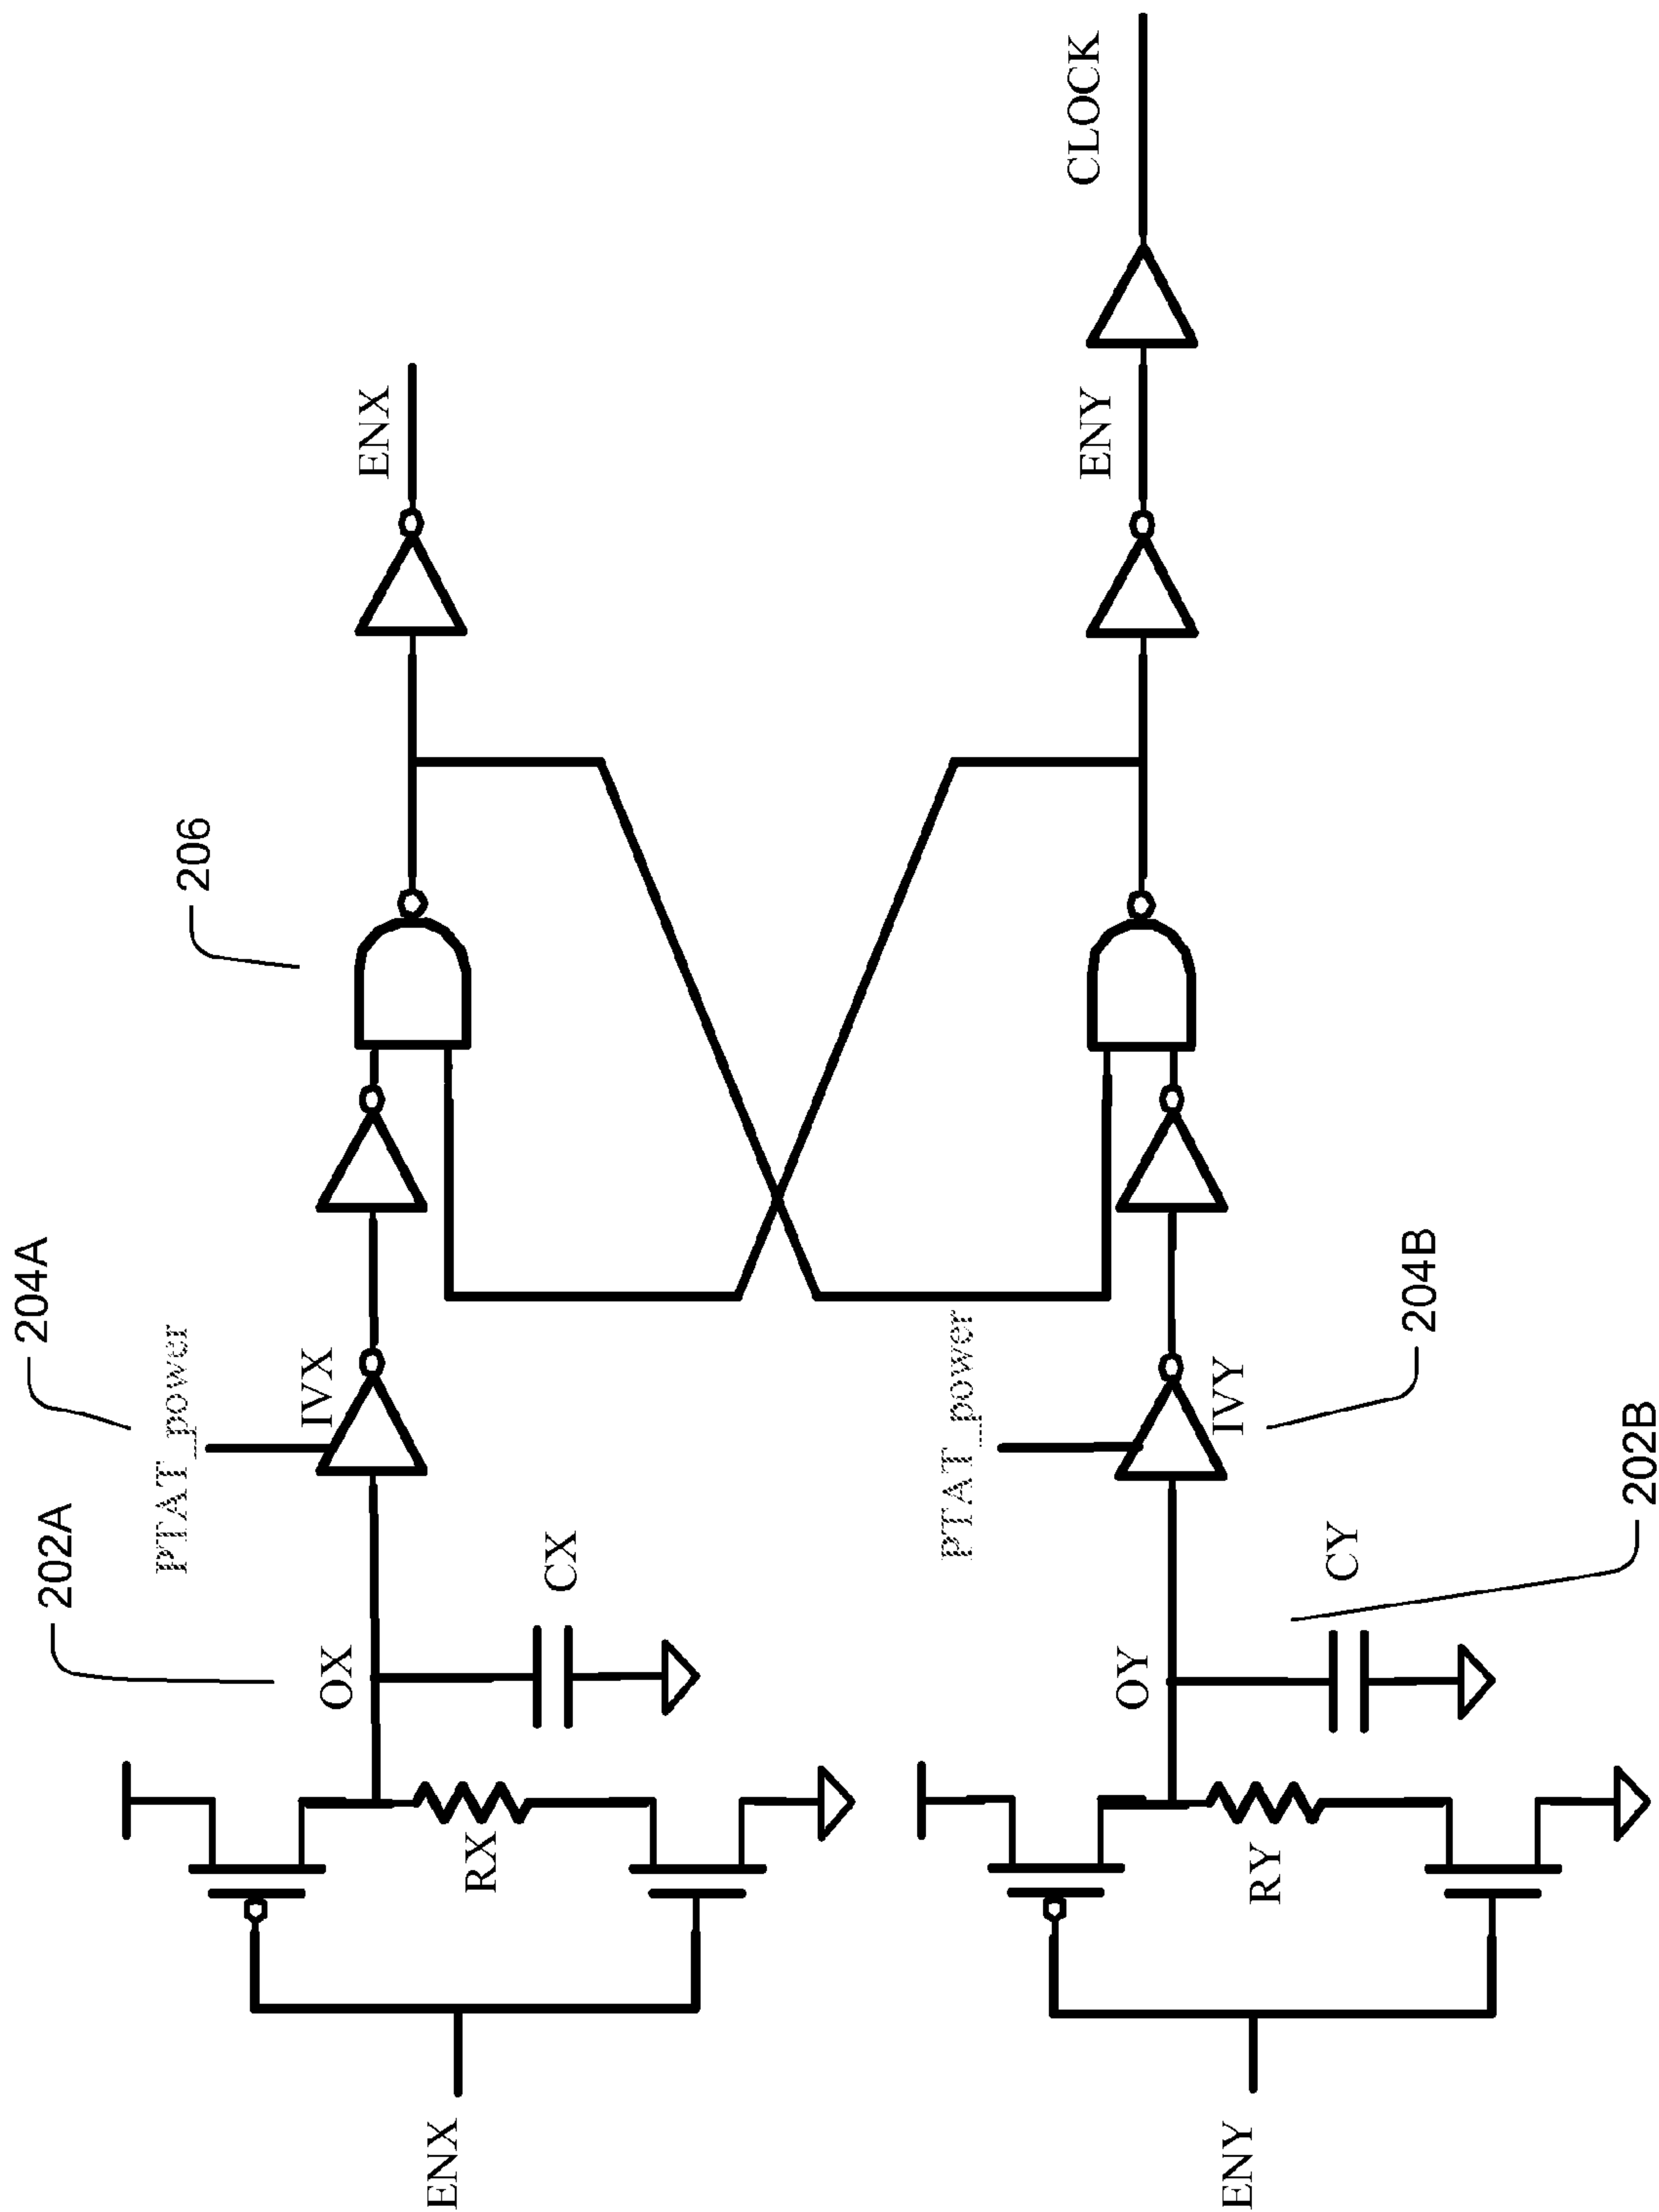 ENX
202A
OX
RX
CX
204A
PTAT_power
IVX
206
ENX
ENY
OY
RY
CY
202B
PTAT_power
IVY
204B
ENY
CLOCK